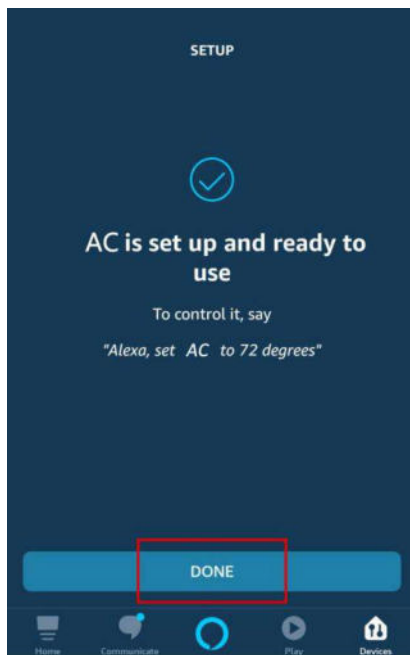 SETUP
AC is set up and ready to
use
To control it, say
"Alexa, set AC to 72 degrees"
DONE
Home Communicate Play Devices